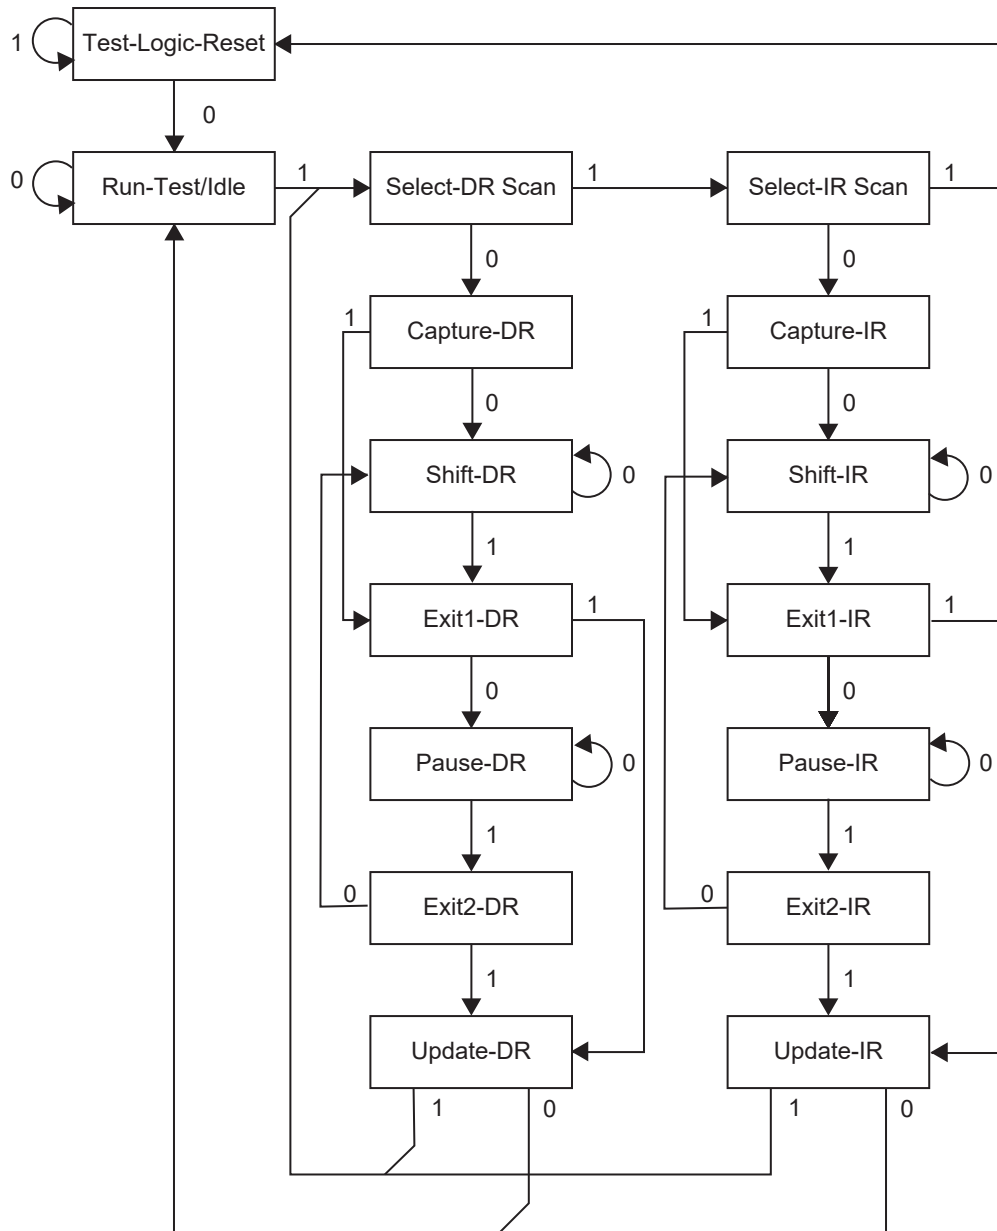 1
Test-Logic-Reset
0
0
Run-Test/Idle
1
Select-DR Scan
1
Select-IR Scan
1
0
0
1
Capture-DR
1
Capture-IR
0
0
Shift-DR
0
Shift-IR
0
1
1
Exit1-DR
1
Exit1-IR
1
0
0
Pause-DR
0
Pause-IR
0
1
1
0
Exit2-DR
0
Exit2-IR
1
1
Update-DR
Update-IR
1
0
1
0